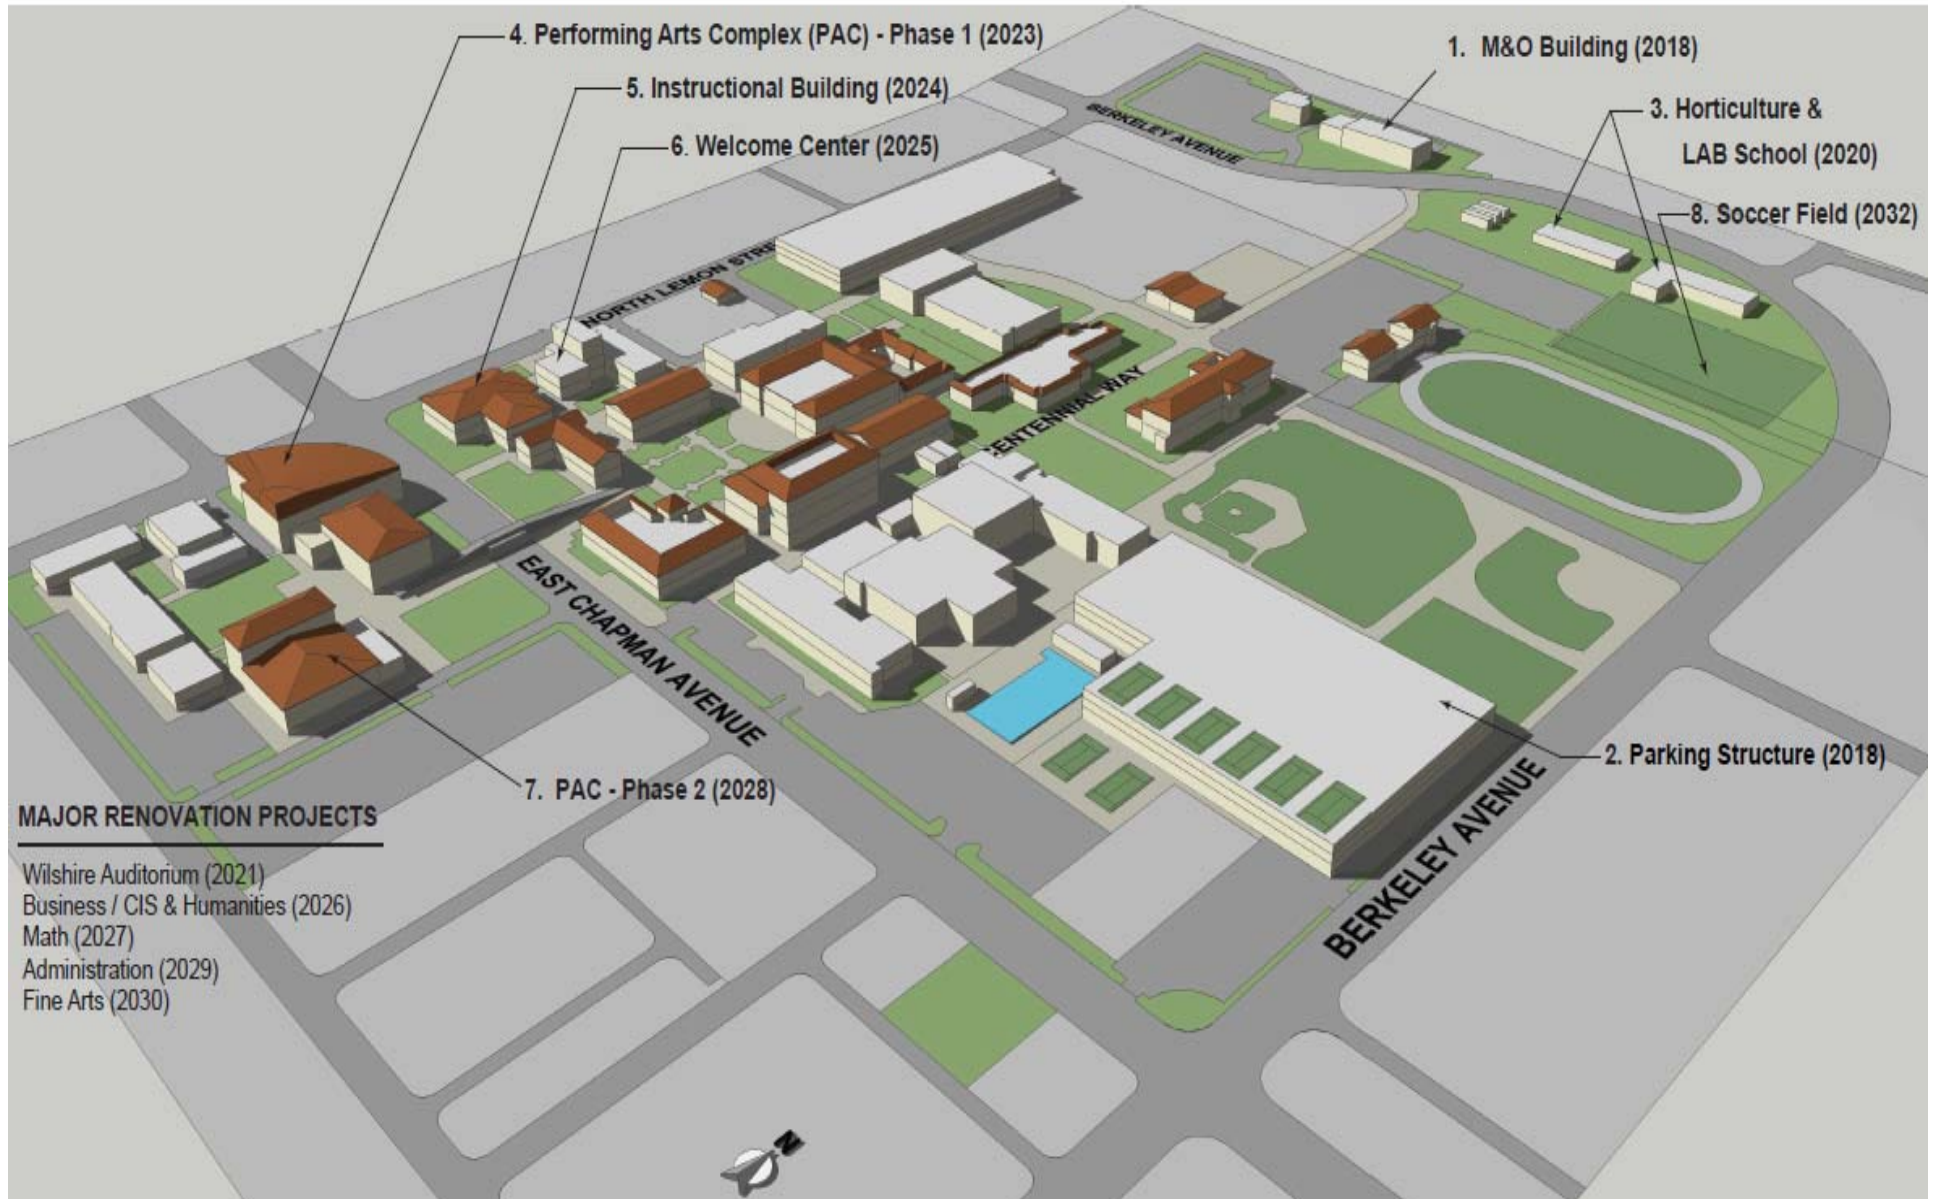 4. Performing Arts Complex (PAC) - Phase 1 (2023)
1. M&O Building (2018)
5. Instructional Building (2024)
3. Horticulture &
LAB School (2020)
BERKELEY AVENUE
6. Welcome Center (2025)
8. Soccer Field (2032)
NORTH LEMON STRE
CENTENNIAL WAY
EAST CHAPMAN AVENUE
2. Parking Structure (2018)
7. PAC - Phase 2 (2028)
BERKELEY AVENUE
MAJOR RENOVATION PROJECTS
Wilshire Auditorium (2021)
Business / CIS & Humanities (2026)
Math (2027)
Administration (2029)
Fine Arts (2030)
N